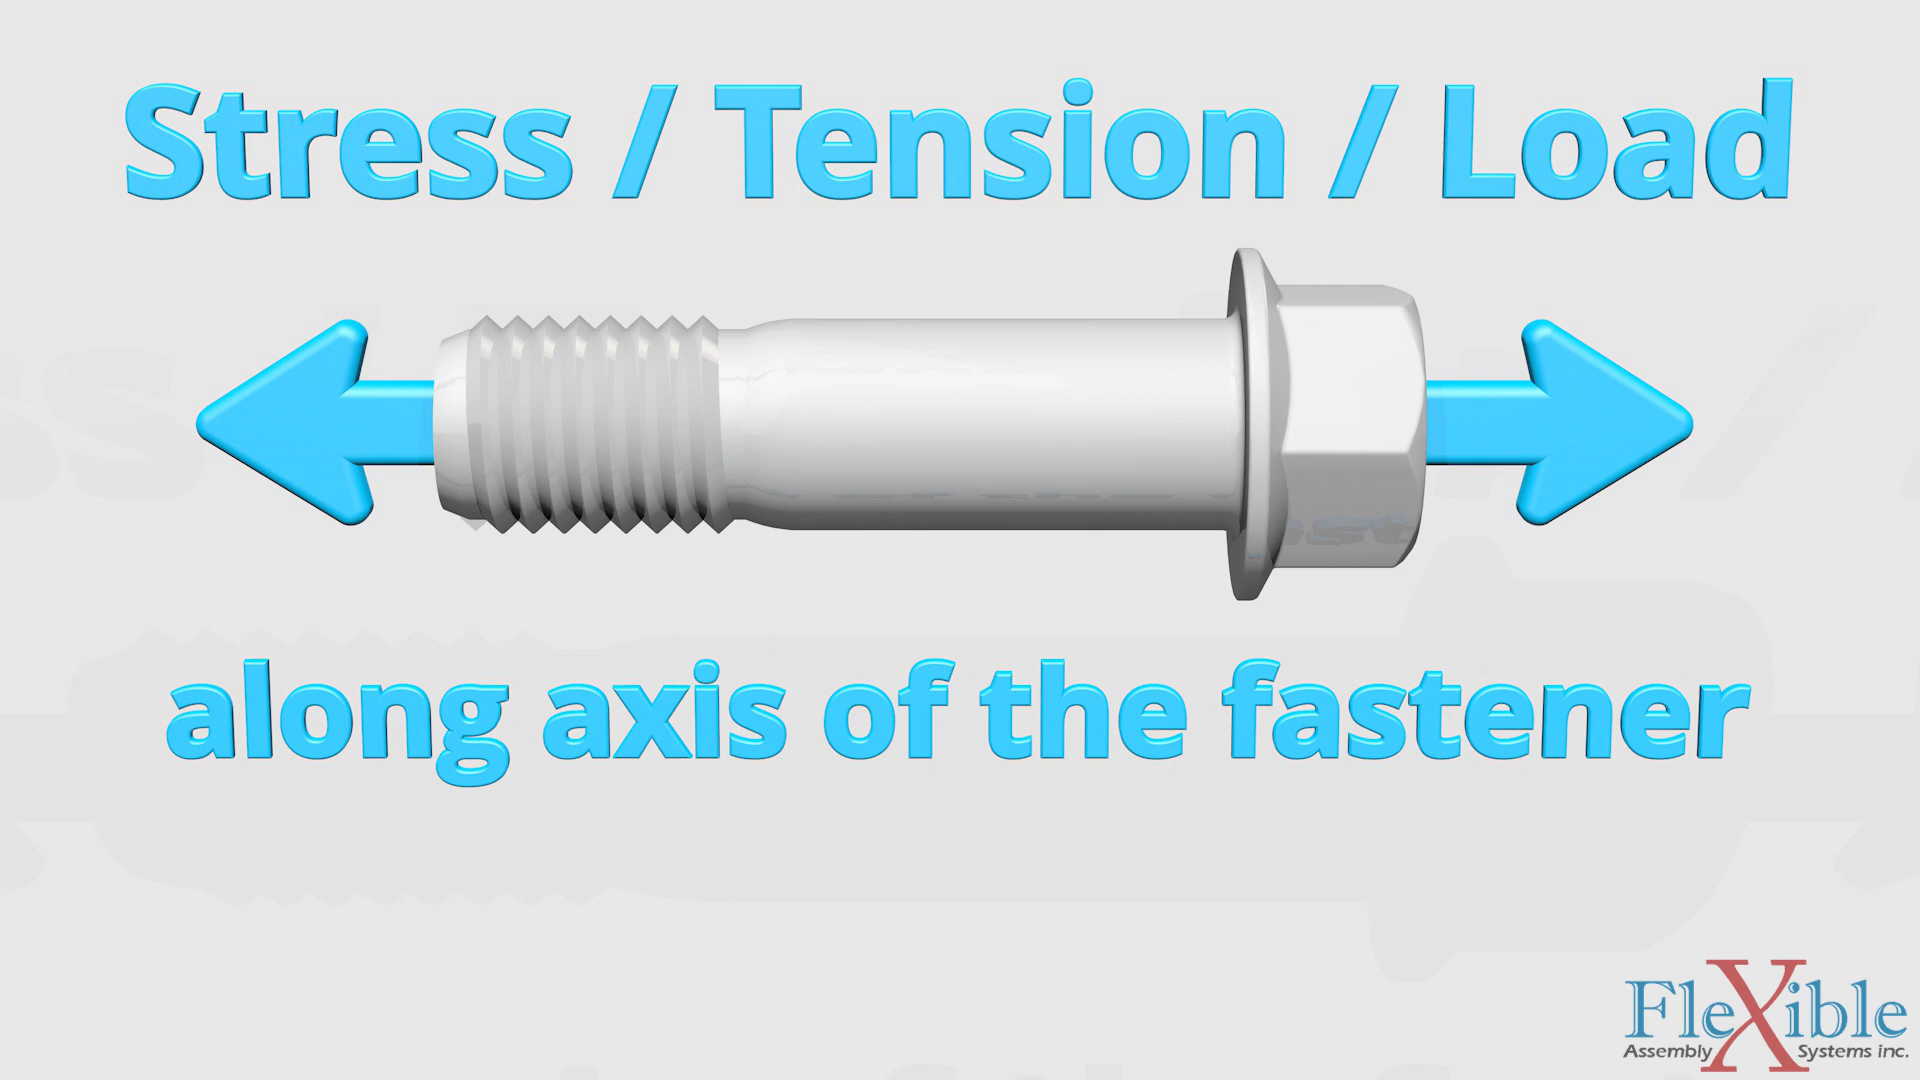 Stress / Tension / Load
along axis of the fastener
FleXible
Assembly Systems inc.